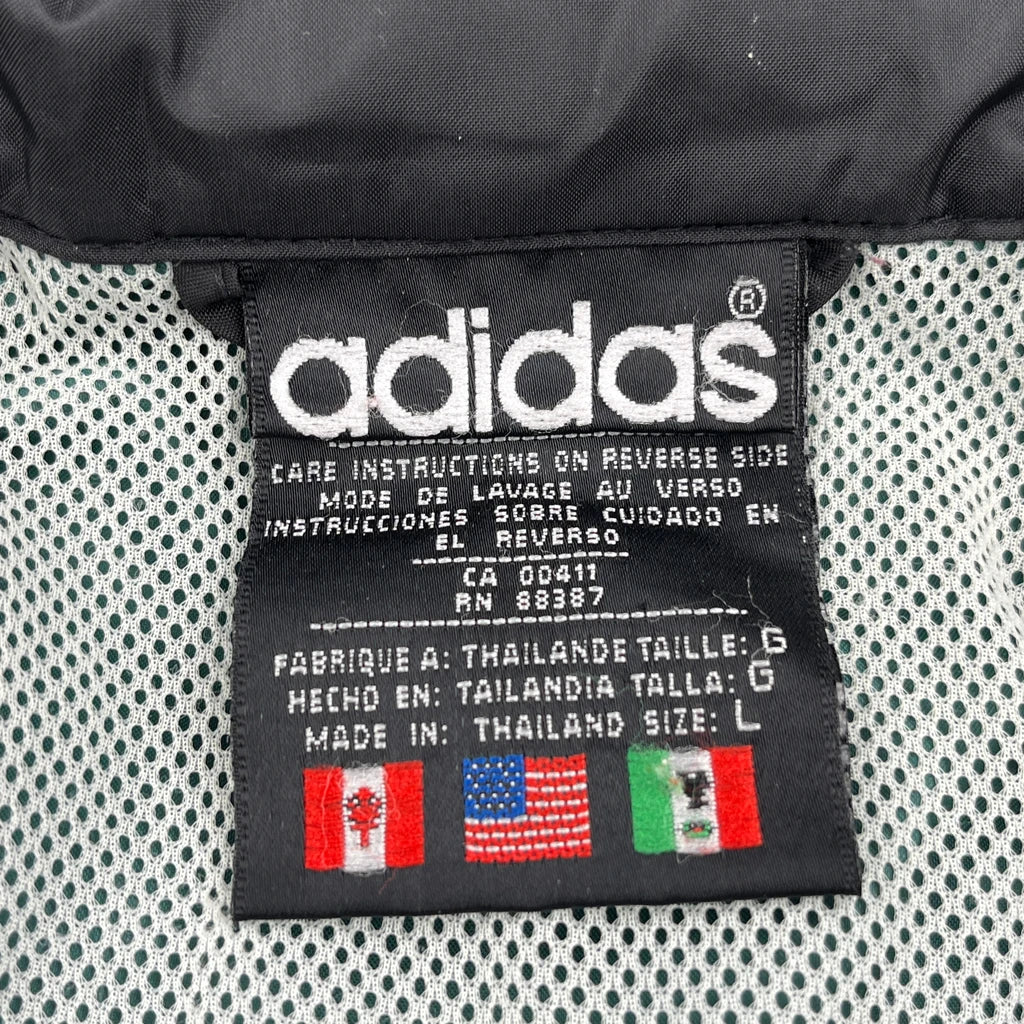 adidas®
CARE INSTRUCTIONS ON REVERSE SIDE
MODE DE LAVAGE AU VERSO
INSTRUCCIONES SOBRE CUIDADO EN
EL REVERSO
CA 00411
RN 88387
FABRIQUE A: THAILANDE TAILLE: G
HECHO EN: TAILANDIA TALLA: G
MADE IN: THAILAND SIZE: L